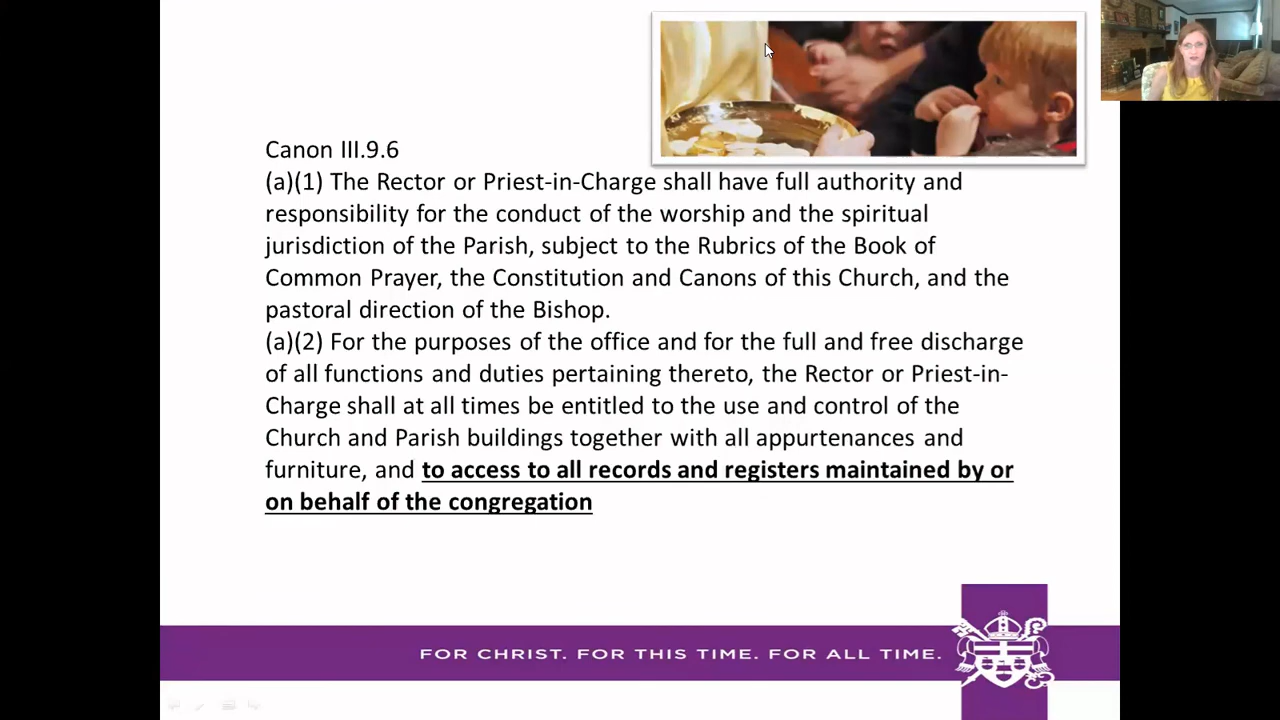 Canon III.9.6
(a)(1) The Rector or Priest-in-Charge shall have full authority and
responsibility for the conduct of the worship and the spiritual
jurisdiction of the Parish, subject to the Rubrics of the Book of
Common Prayer, the Constitution and Canons of this Church, and the
pastoral direction of the Bishop.
(a)(2) For the purposes of the office and for the full and free discharge
of all functions and duties pertaining thereto, the Rector or Priest-in-
Charge shall at all times be entitled to the use and control of the
Church and Parish buildings together with all appurtenances and
furniture, and to access to all records and registers maintained by or
on behalf of the congregation
FOR CHRIST. FOR THIS TIME. FOR ALL TIME.